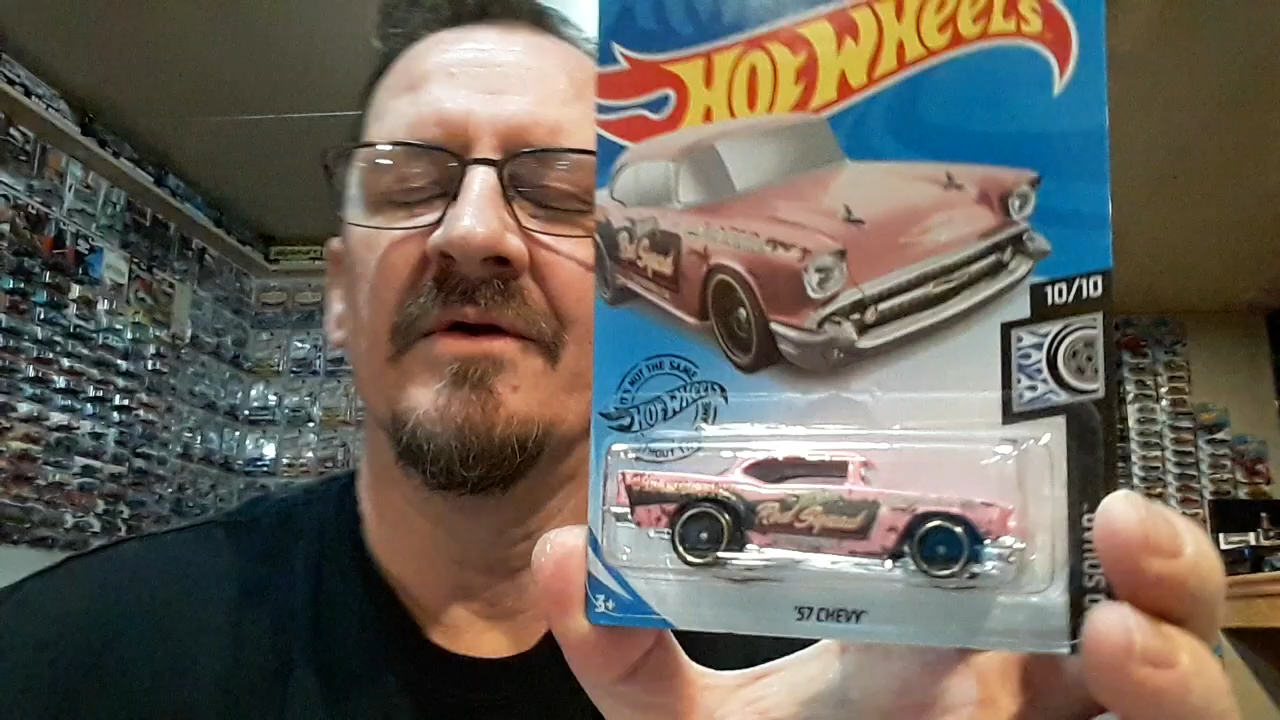 HOT WHEELS
Rod Squad
10/10
IT'S NOT THE SAME
HOT WHEELS
WITHOUT THE
Rod Squad
3+
'57 CHEVY
D SQUAD